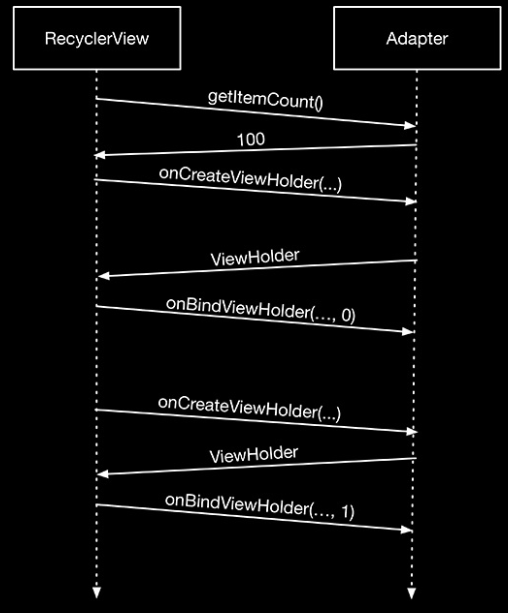 RecyclerView
Adapter
getItemCount()
100
onCreateViewHolder(...)
ViewHolder
onBindViewHolder(..., 0)
onCreateViewHolder(...)
ViewHolder
onBindViewHolder(..., 1)